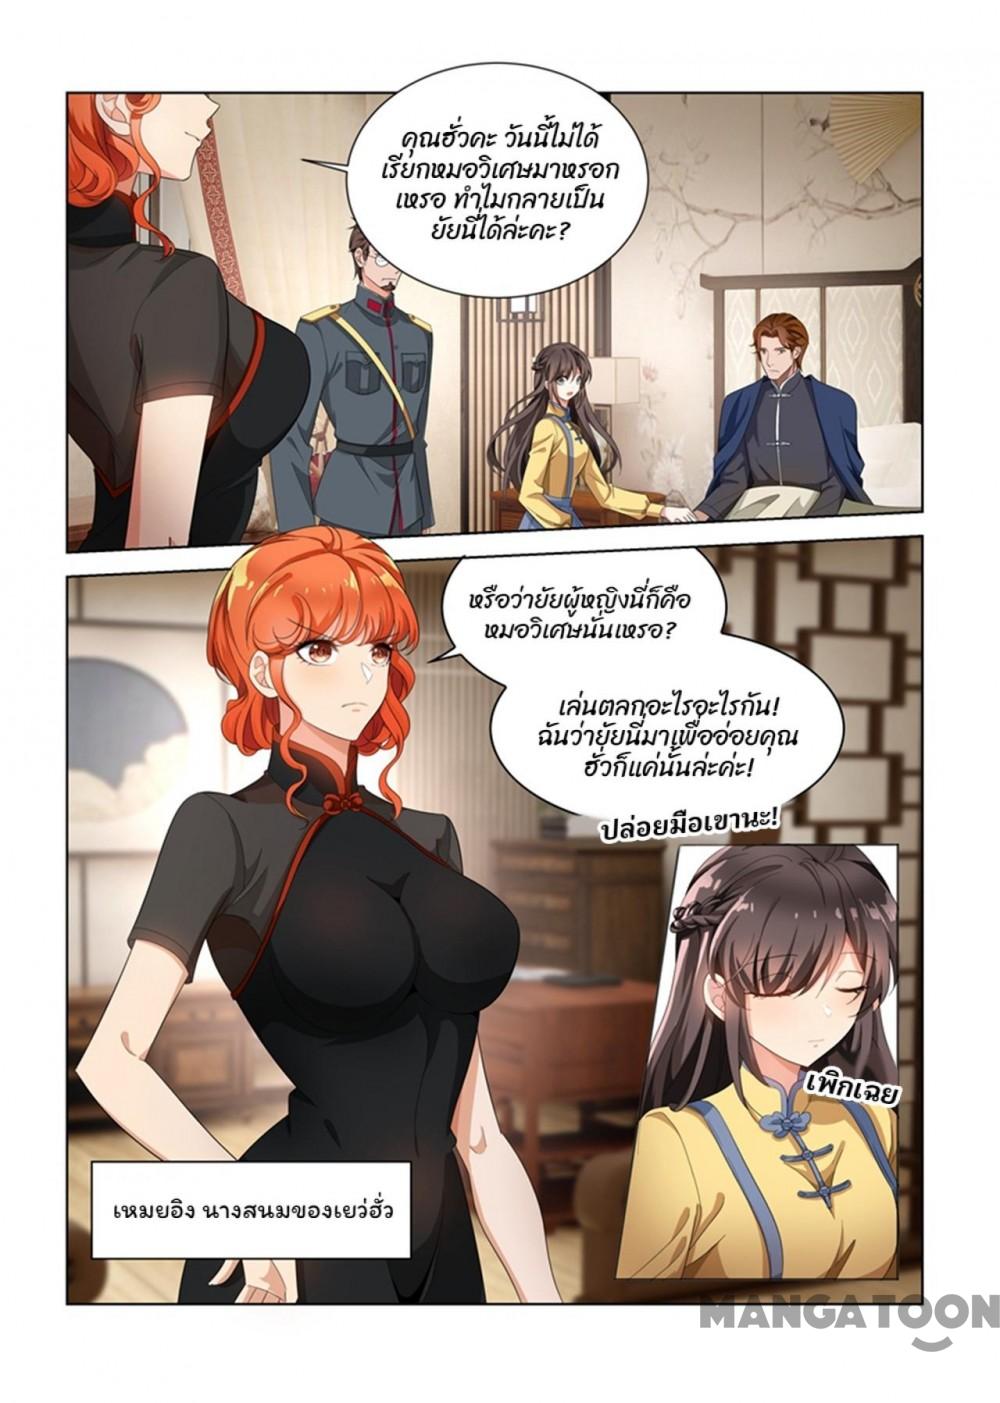 คุณฮั่วคะ วันนี้ไม่ได้
เรียกหมอวิเศษมาหรอก
เหรอ ทำไมกลายเป็น
ยัยนี่ได้ล่ะคะ?
หรือว่ายัยผู้หญิงนี่ก็คือ
หมอวิเศษนั่นเหรอ?
เล่นตลกอะไรอะไรกัน!
ฉันว่ายัยนี่มาเพื่ออ่อยคุณ
ฮั่วก็แค่นั้นล่ะค่ะ!
ปล่อยมือเขานะ!
เพิกเฉย
เหมยอิง นางสนมของเยว่ฮั่ว
MANGATOON